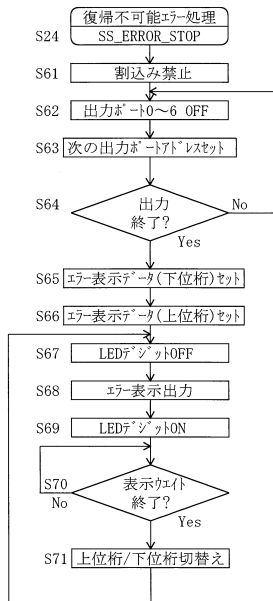 復帰不可能エラー処理
S24 SS_ERROR_STOP
S61 割込み禁止
S62 出力ﾎﾟｰﾄ0～6 OFF
S63 次の出力ﾎﾟｰﾄｱﾄﾞﾚｽｾｯﾄ
S64 出力
終了?
No
Yes
S65 ｴﾗｰ表示ﾃﾞｰﾀ(下位桁)ｾｯﾄ
S66 ｴﾗｰ表示ﾃﾞｰﾀ(上位桁)ｾｯﾄ
S67 LEDﾃﾞｼﾞｯﾄOFF
S68 ｴﾗｰ表示出力
S69 LEDﾃﾞｼﾞｯﾄON
S70 表示ｳｴｲﾄ
終了?
No
Yes
S71 上位桁/下位桁切替え